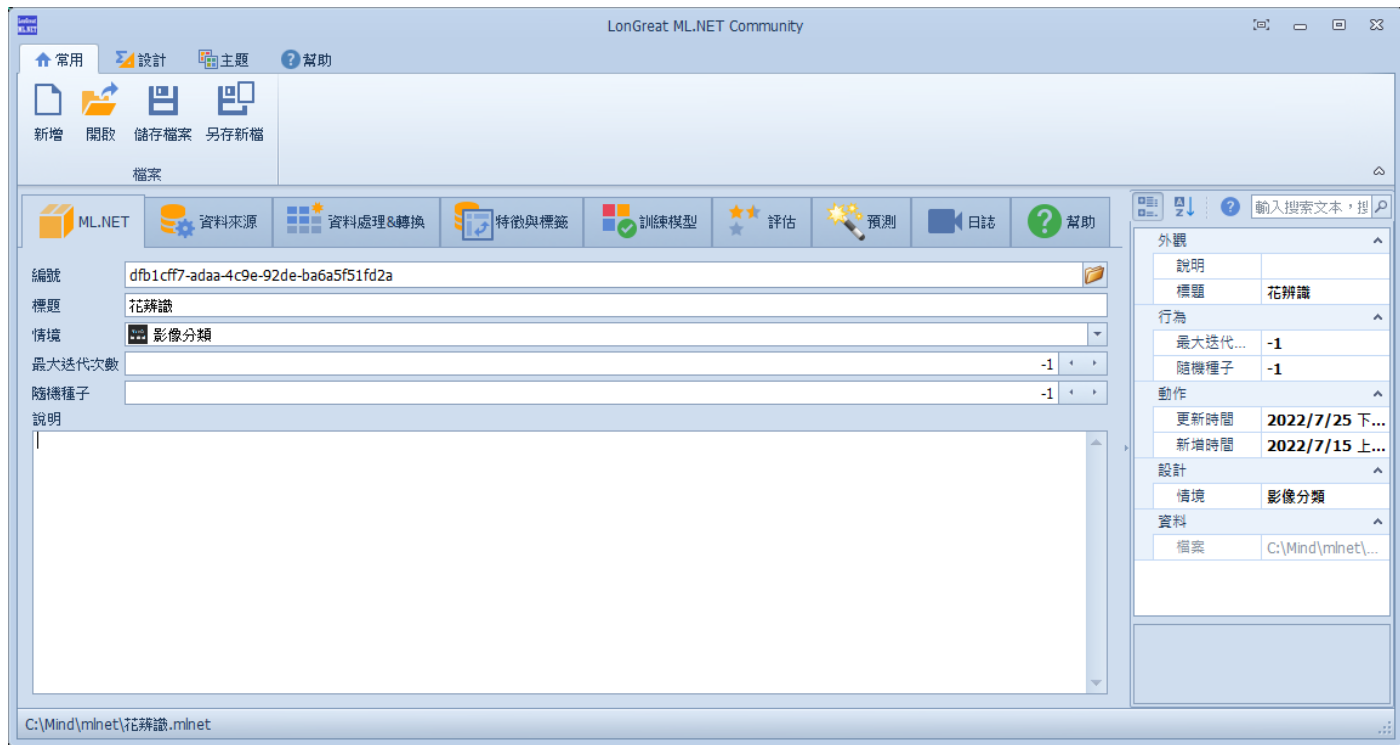 LonGreat ML.NET Community
常用 設計 主題 幫助
新增 開啟 儲存檔案 另存新檔
檔案
ML.NET 資料來源 資料處理&轉換 特徵與標籤 訓練模型 評估 預測 日誌 幫助
編號 dfb1cff7-adaa-4c9e-92de-ba6a5f51fd2a
標題 花辨識
情境 影像分類
最大迭代次數 -1
隨機種子 -1
說明
輸入搜索文本，搜
外觀
說明
標題 花辨識
行為
最大迭代... -1
隨機種子 -1
動作
更新時間 2022/7/25 下...
新增時間 2022/7/15 上...
設計
情境 影像分類
資料
檔案 C:\Mind\mlnet\...
C:\Mind\mlnet\花辨識.mlnet